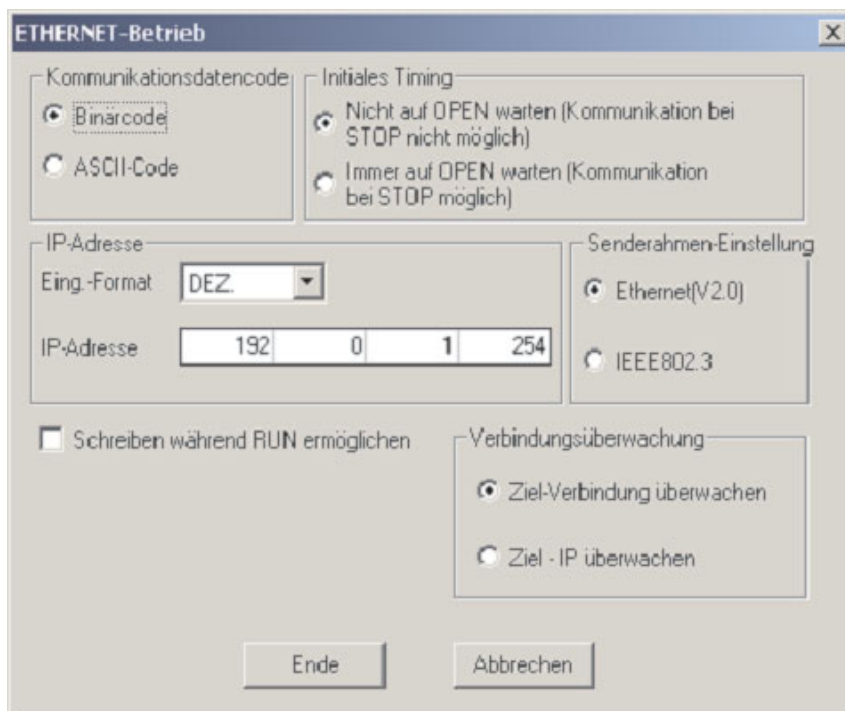 ETHERNET-Betrieb
Kommunikationsdatencode
Binärcode
ASCII-Code
Initiales Timing
Nicht auf OPEN warten (Kommunikation bei
STOP nicht möglich)
Immer auf OPEN warten (Kommunikation
bei STOP möglich)
IP-Adresse
Eing.-Format
DEZ.
IP-Adresse
192 0 1 254
Senderahmen-Einstellung
Ethernet(V2.0)
IEEE802.3
Schreiben während RUN ermöglichen
Verbindungsüberwachung
Ziel-Verbindung überwachen
Ziel - IP überwachen
Ende
Abbrechen